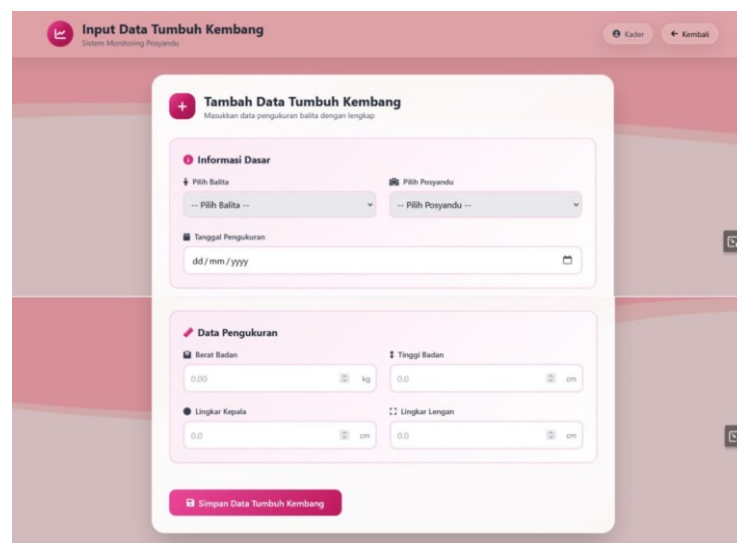 Input Data Tumbuh Kembang
Sistem Monitoring Posyandu
Kader
Kembali
Tambah Data Tumbuh Kembang
Masukkan data pengukuran balita dengan lengkap
Informasi Dasar
Pilih Balita
Pilih Posyandu
-- Pilih Balita --
-- Pilih Posyandu --
Tanggal Pengukuran
dd/mm/yyyy
Data Pengukuran
Berat Badan
Tinggi Badan
0.00 kg
0.0 cm
Lingkar Kepala
Lingkar Lengan
0.0 cm
0.0 cm
Simpan Data Tumbuh Kembang